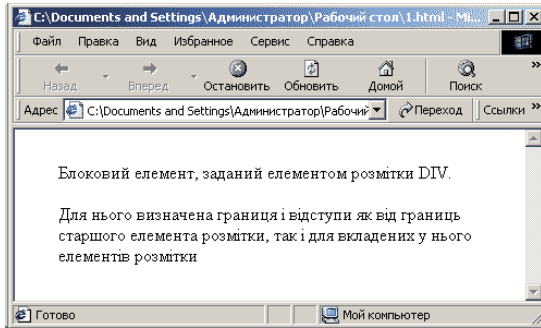 C:\Documents and Settings\Администратор\Рабочий стол\1.html - Mi...
Файл Правка Вид Избранное Сервис Справка
Назад Вперед Остановить Обновить Домой Поиск »
Адрес C:\Documents and Settings\Администратор\Рабочий Переход Ссылки »
Блоковий елемент, заданий елементом розмітки DIV.
Для нього визначена границя і відступи як від границь
старшого елемента розмітки, так і для вкладених у нього
елементів розмітки
Готово Мой компьютер